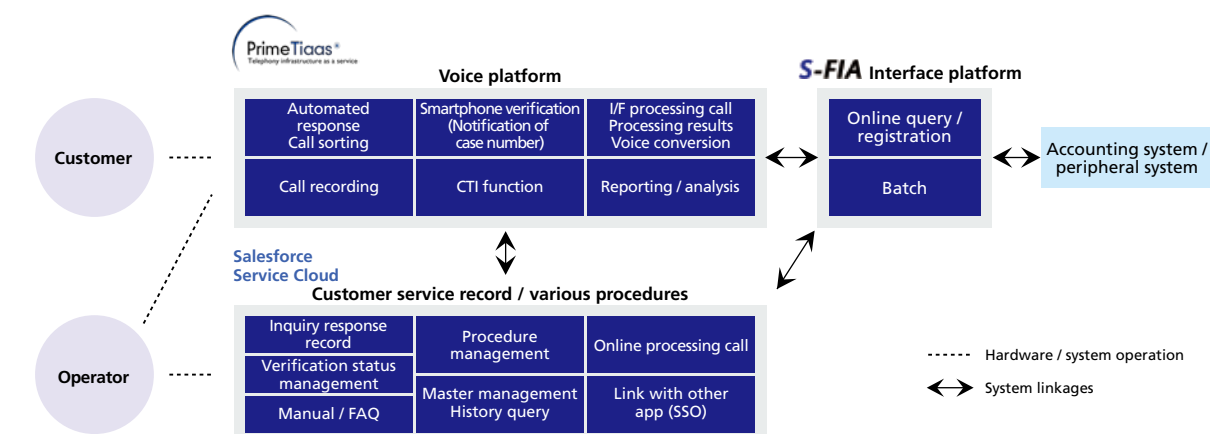 PrimeTiaas®
Telephony infrastructure as a service
Voice platform
S-FIA Interface platform
Customer
Automated
response
Call sorting
Smartphone verification
(Notification of
case number)
I/F processing call
Processing results
Voice conversion
Call recording
CTI function
Reporting / analysis
Online query /
registration
Batch
Accounting system /
peripheral system
Salesforce
Service Cloud
Customer service record / various procedures
Operator
Inquiry response
record
Verification status
management
Manual / FAQ
Procedure
management
Master management
History query
Online processing call
Link with other
app (SSO)
Hardware / system operation
System linkages